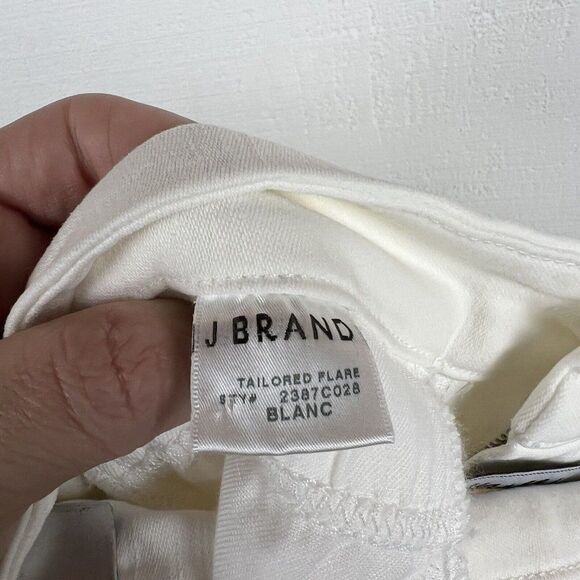 J BRAND
TAILORED FLARE
STY# 2387C028
BLANC